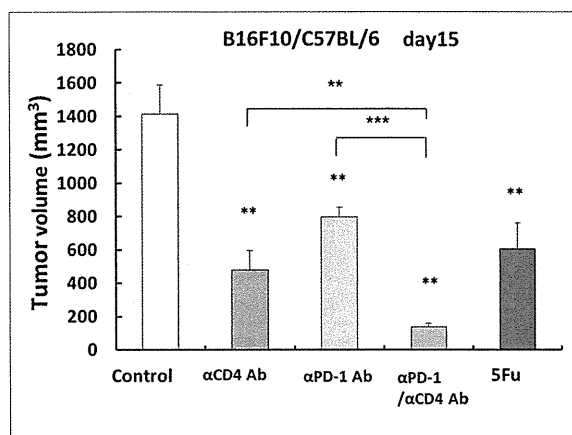 B16F10/C57BL/6 day15
Tumor volume (mm³)
1800
1600
1400
1200
1000
800
600
400
200
0
**
***
**
**
**
**
Control
αCD4 Ab
αPD-1 Ab
αPD-1
/αCD4 Ab
5Fu